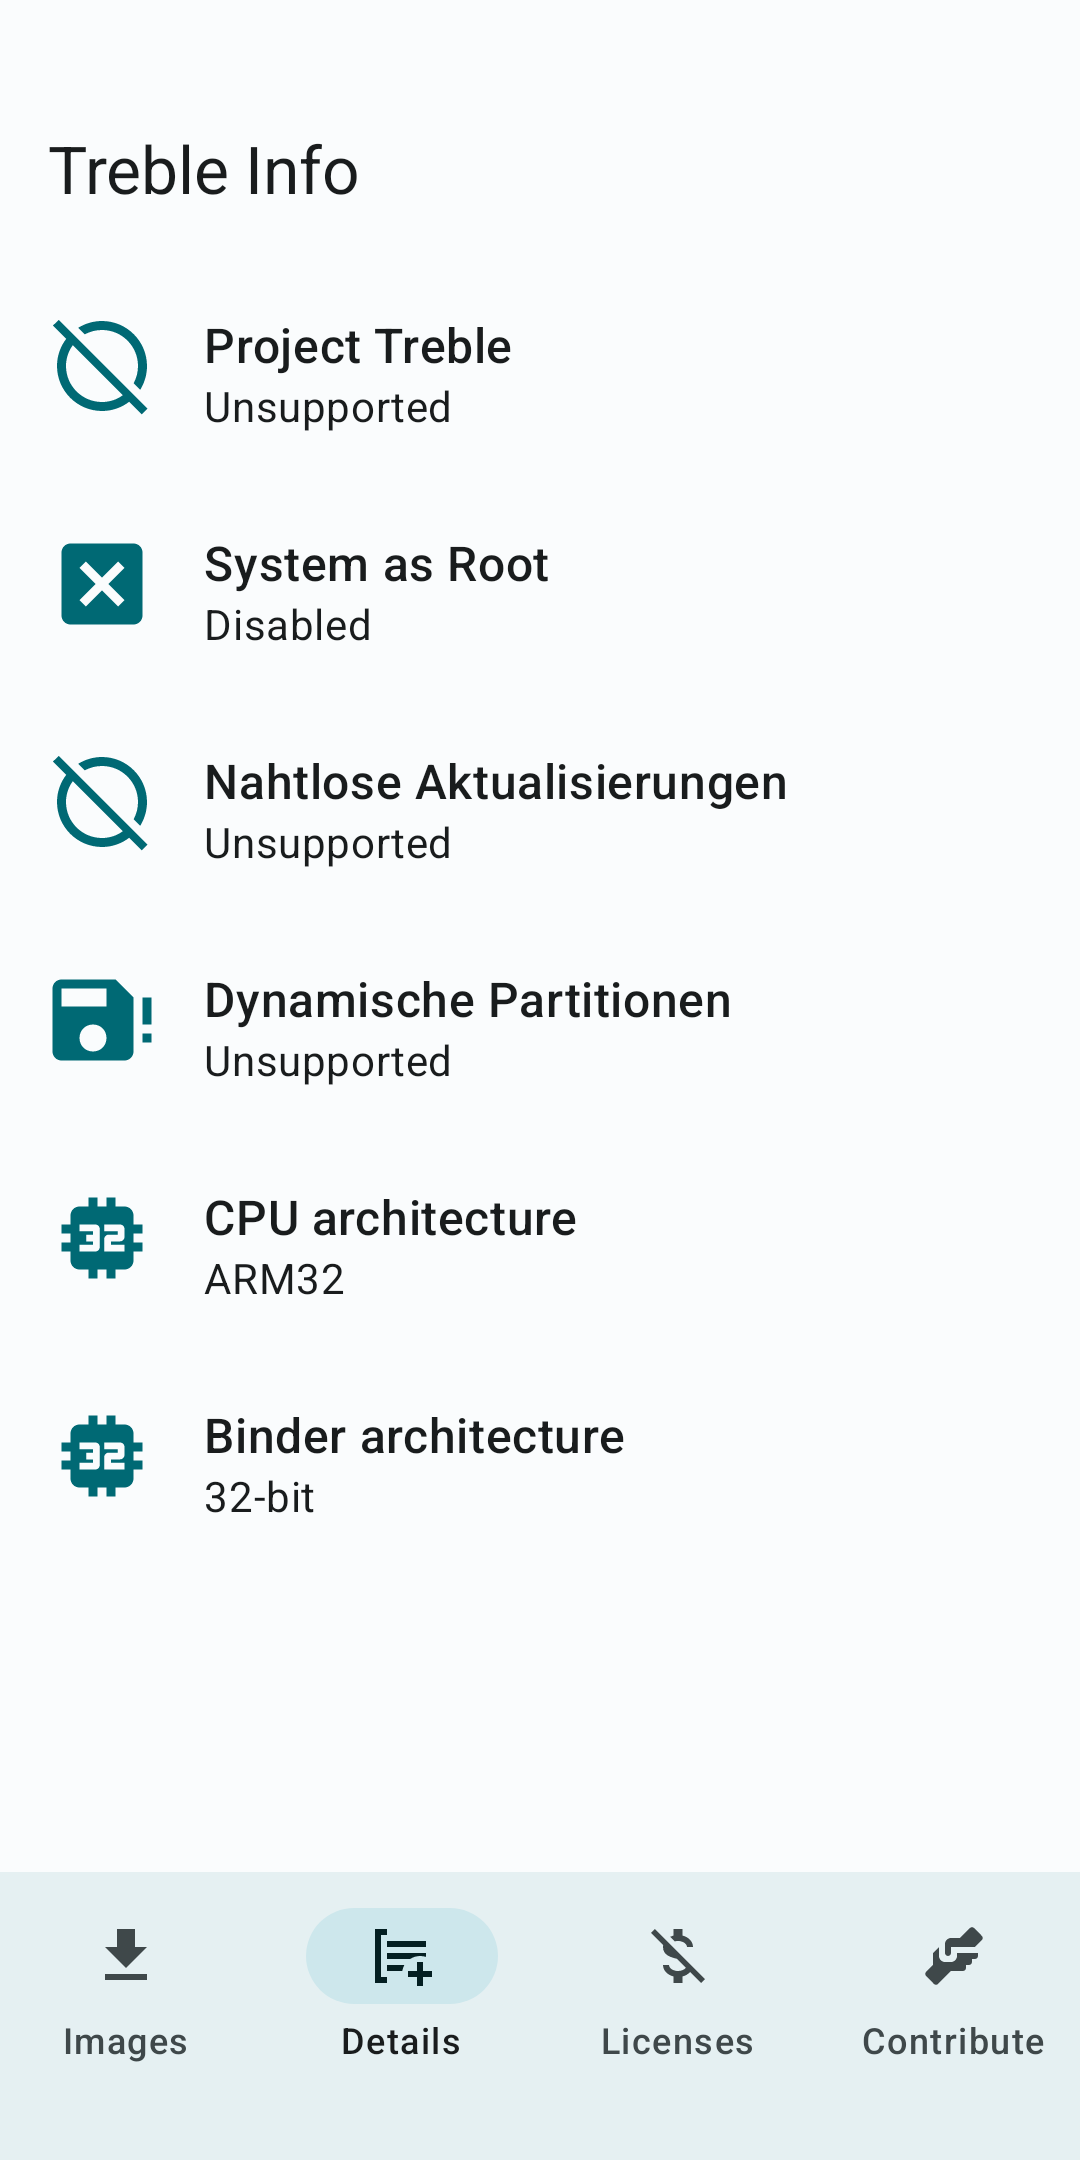 Treble Info
Project Treble
Unsupported
System as Root
Disabled
Nahtlose Aktualisierungen
Unsupported
Dynamische Partitionen
Unsupported
32
CPU architecture
ARM32
32
Binder architecture
32-bit
Images
Details
Licenses
Contribute